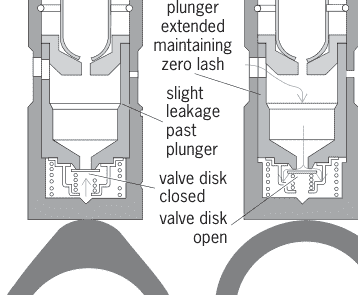 plunger
extended
maintaining
zero lash
slight
leakage
past
plunger
valve disk
closed
valve disk
open